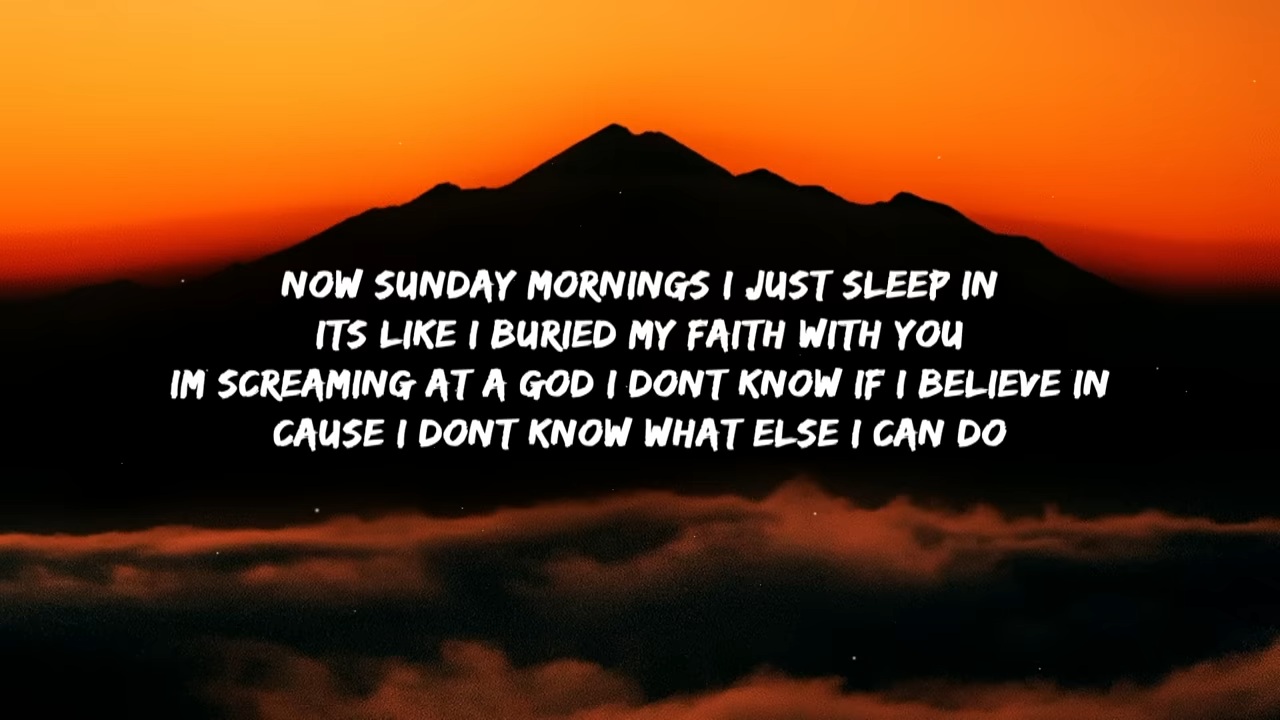 NOW SUNDAY MORNINGS I JUST SLEEP IN
ITS LIKE I BURIED MY FAITH WITH YOU
IM SCREAMING AT A GOD I DONT KNOW IF I BELIEVE IN
CAUSE I DONT KNOW WHAT ELSE I CAN DO